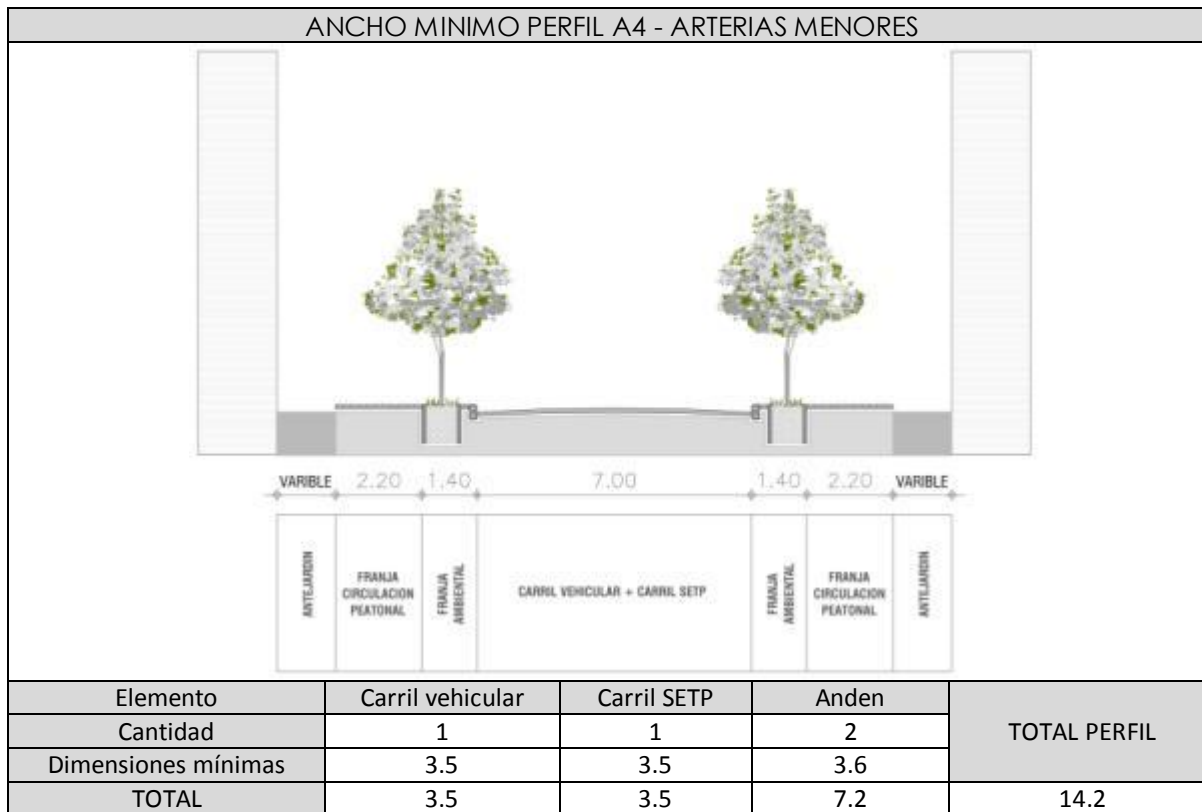 ANCHO MINIMO PERFIL A4 - ARTERIAS MENORES
VARIBLE 2.20 1.40 7.00 1.40 2.20 VARIBLE
ANTEJARDIN
FRANJA
CIRCULACION
PEATONAL
FRANJA
AMBIENTAL
CARRIL VEHICULAR + CARRIL SETP
FRANJA
AMBIENTAL
FRANJA
CIRCULACION
PEATONAL
ANTEJARDIN
Elemento Carril vehicular Carril SETP Anden TOTAL PERFIL
Cantidad 1 1 2
Dimensiones mínimas 3.5 3.5 3.6
TOTAL 3.5 3.5 7.2 14.2